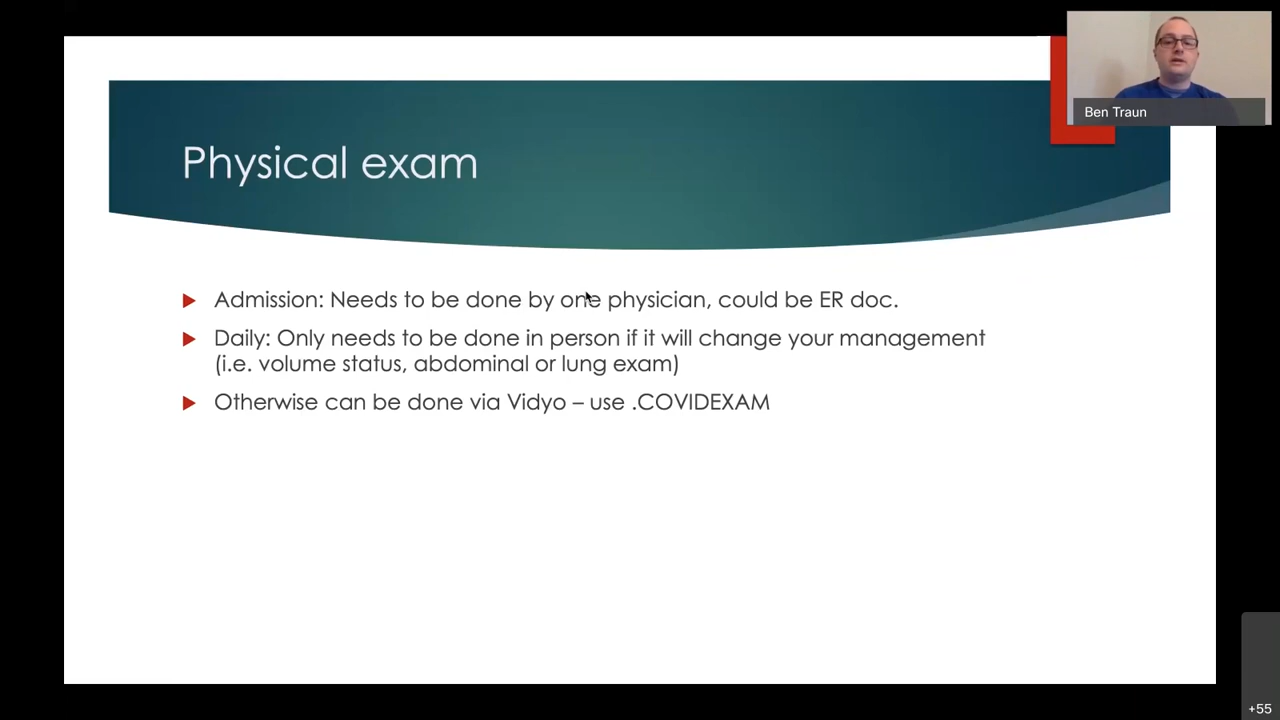 Ben Traun
Physical exam
Admission: Needs to be done by one physician, could be ER doc.
Daily: Only needs to be done in person if it will change your management
(i.e. volume status, abdominal or lung exam)
Otherwise can be done via Vidyo – use .COVIDEXAM
+55